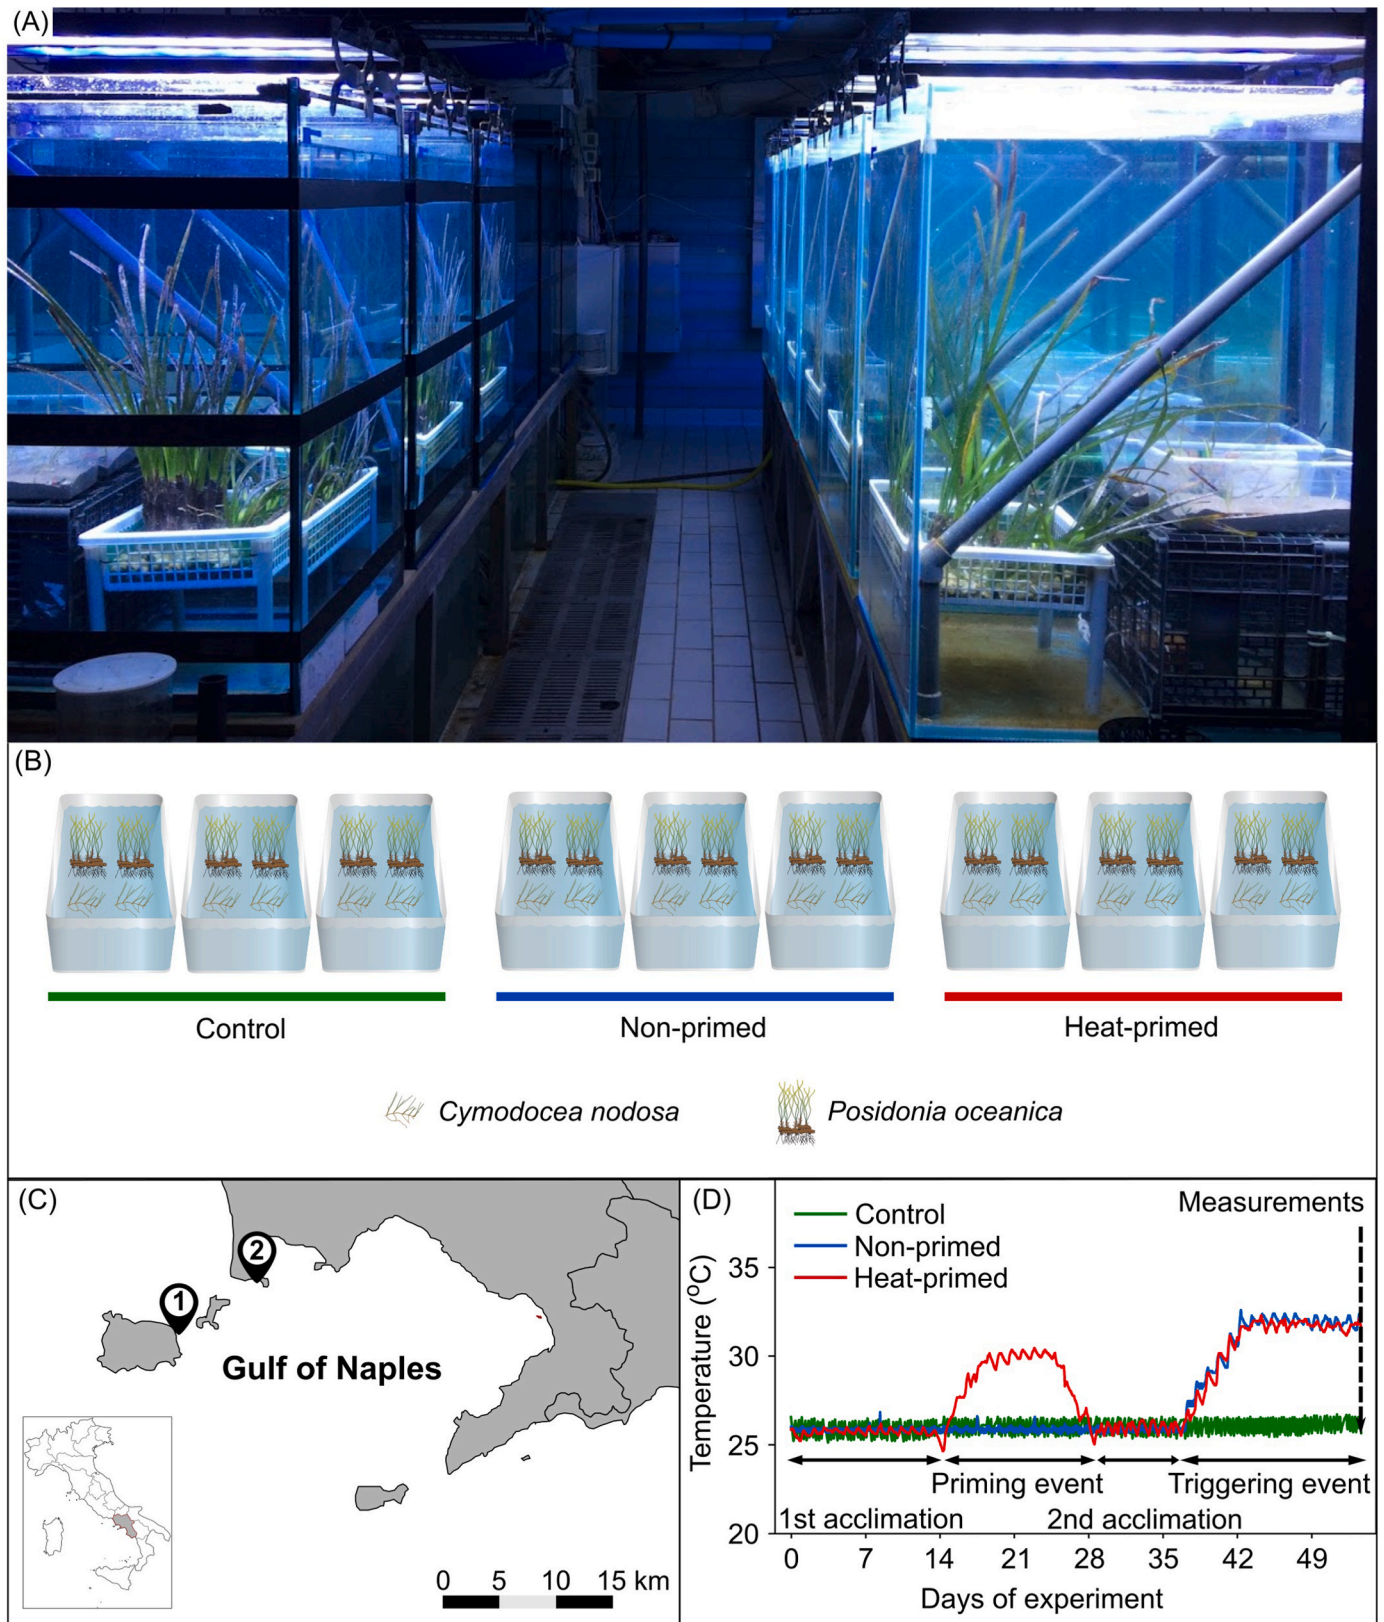 (A)
(B)
Control
Non-primed
Heat-primed
Cymodocea nodosa
Posidonia oceanica
(C)
2
1
Gulf of Naples
0 5 10 15 km
(D)
Measurements
Control
Non-primed
Heat-primed
Temperature (°C)
35
30
25
20
Priming event
Triggering event
1st acclimation
2nd acclimation
0 7 14 21 28 35 42 49
Days of experiment